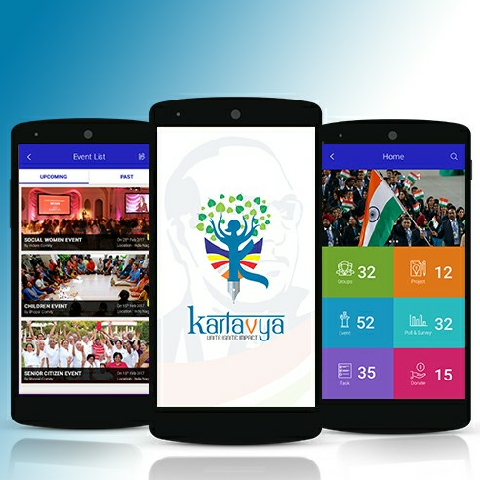 Event List
UPCOMING
PAST
SOCIAL WOMEN EVENT
CHILDREN EVENT
SENIOR CITIZEN EVENT
Kartavya
UNITE IGNITE IMPACT
Home
32
Groups
12
Project
52
Event
32
Poll & Survey
35
Task
15
Donate